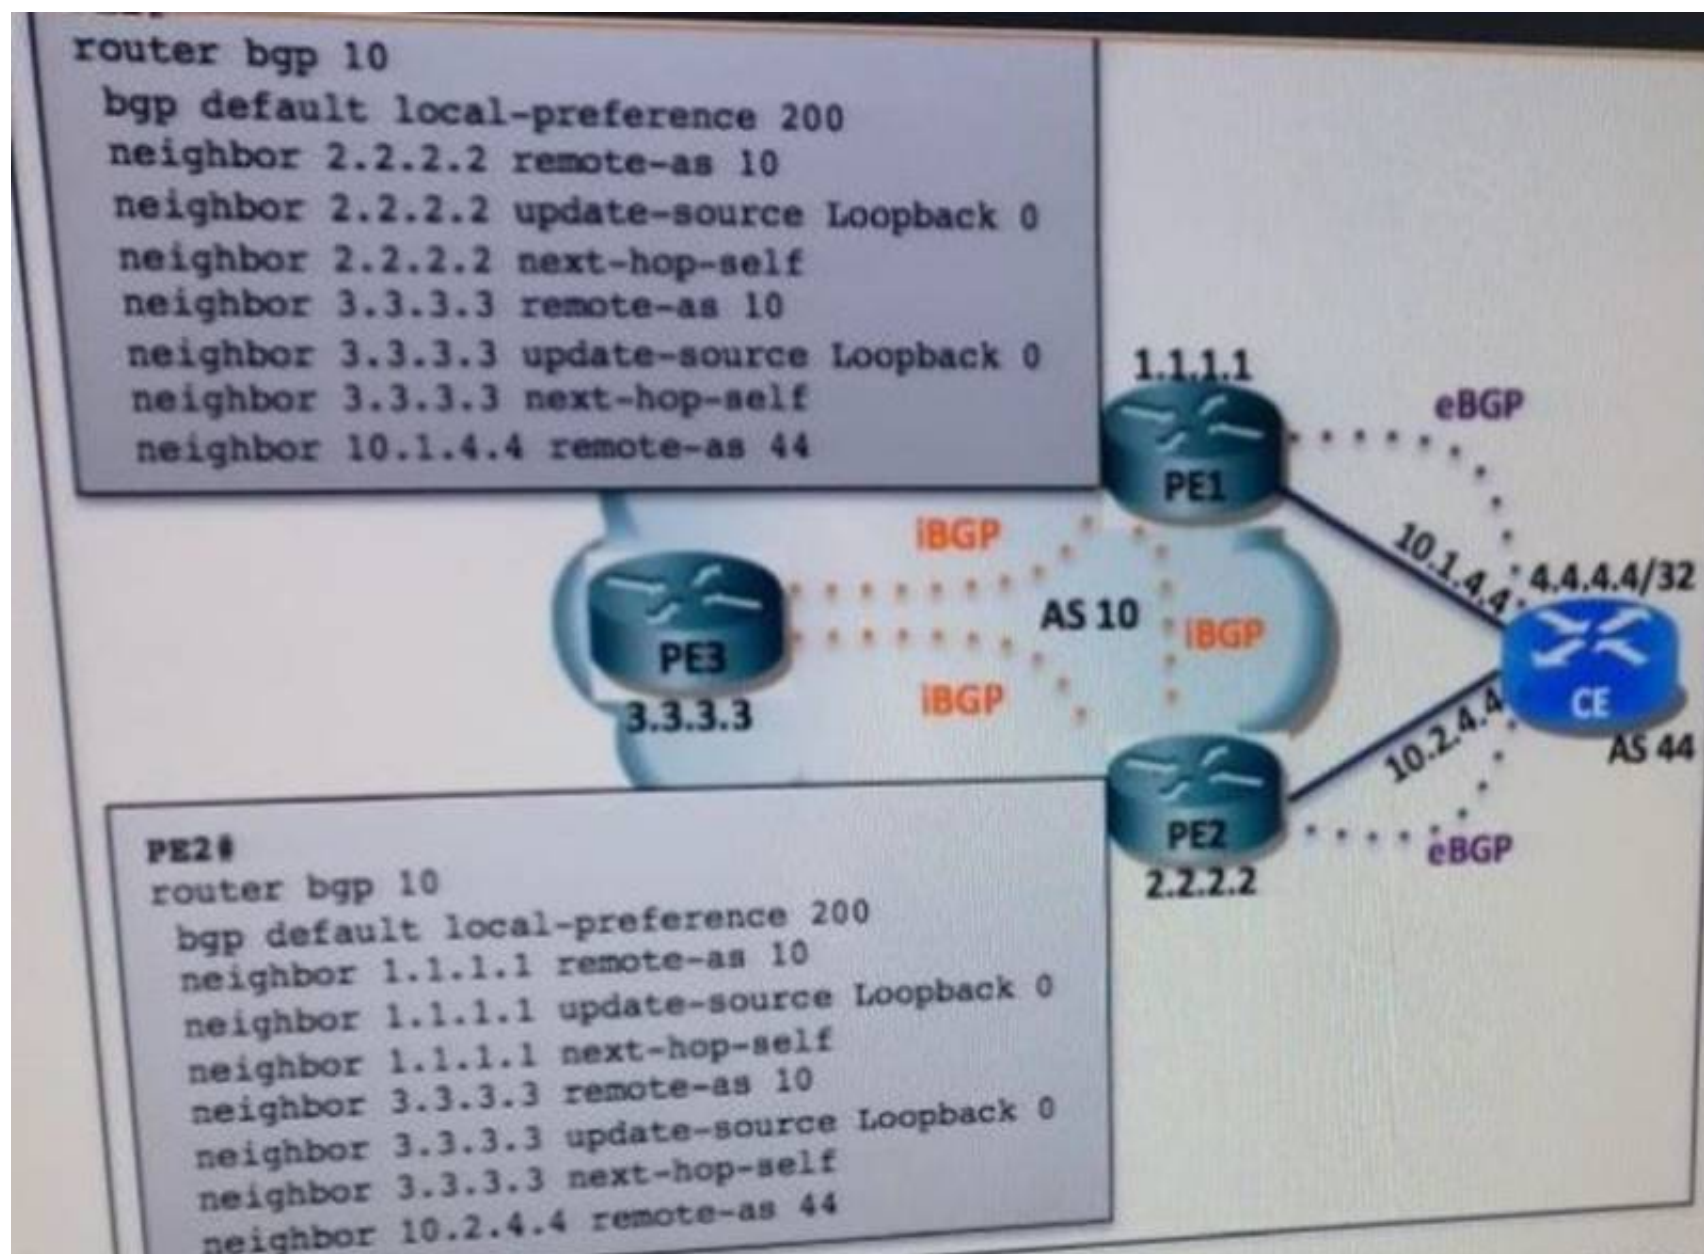 router bgp 10
bgp default local-preference 200
neighbor 2.2.2.2 remote-as 10
neighbor 2.2.2.2 update-source Loopback 0
neighbor 2.2.2.2 next-hop-self
neighbor 3.3.3.3 remote-as 10
neighbor 3.3.3.3 update-source Loopback 0
neighbor 3.3.3.3 next-hop-self
neighbor 10.1.4.4 remote-as 44
1.1.1.1
eBGP
PE1
iBGP
10.1.4.4
4.4.4.4/32
AS 10
iBGP
PE3
iBGP
3.3.3.3
CE
10.2.4.4
AS 44
PE2
eBGP
2.2.2.2
PE2#
router bgp 10
bgp default local-preference 200
neighbor 1.1.1.1 remote-as 10
neighbor 1.1.1.1 update-source Loopback 0
neighbor 1.1.1.1 next-hop-self
neighbor 3.3.3.3 remote-as 10
neighbor 3.3.3.3 update-source Loopback 0
neighbor 3.3.3.3 next-hop-self
neighbor 10.2.4.4 remote-as 44